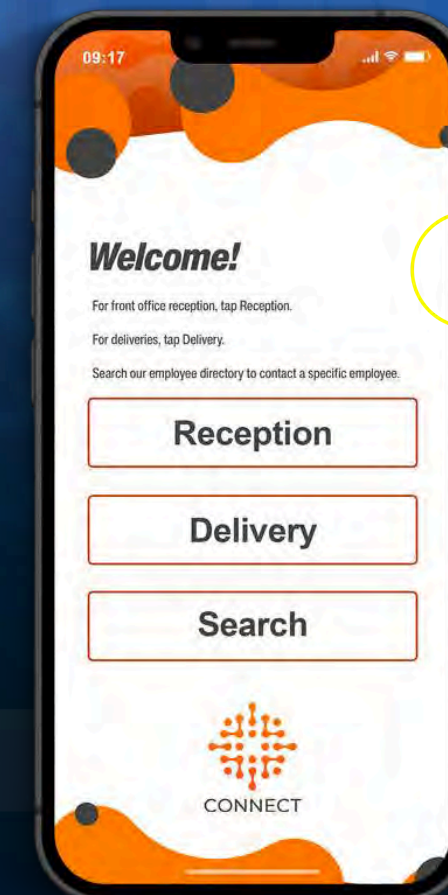 09:17
Welcome!
For front office reception, tap Reception.
For deliveries, tap Delivery.
Search our employee directory to contact a specific employee.
Reception
Delivery
Search
CONNECT